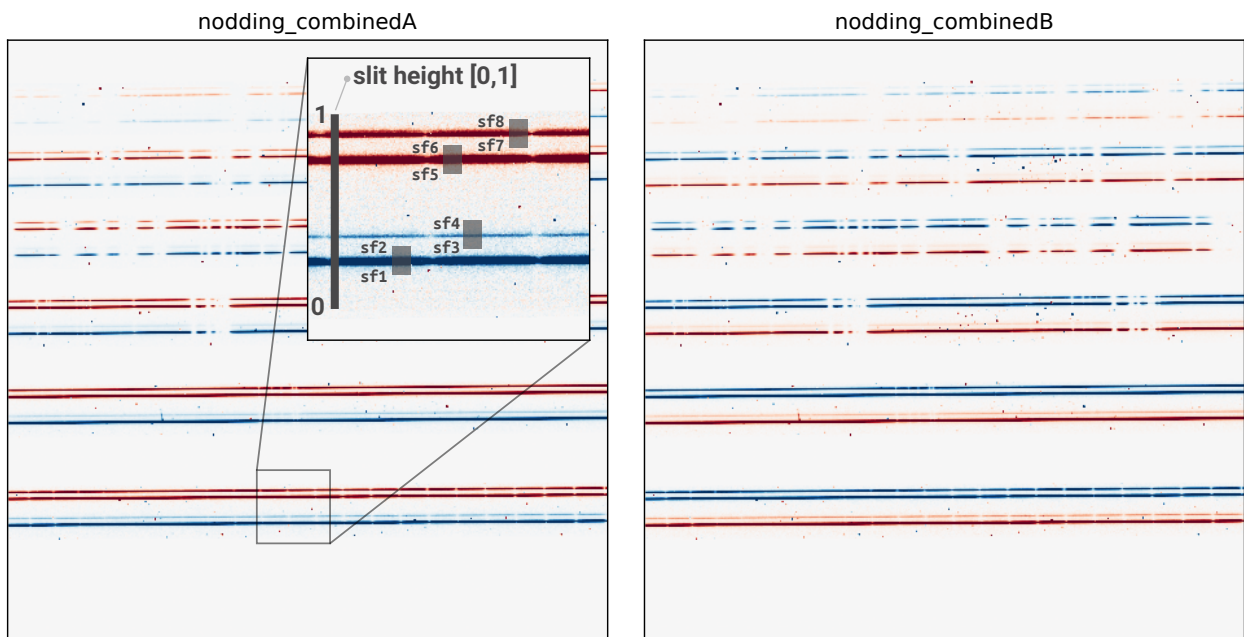 nodding_combinedA
nodding_combinedB
slit height [0,1]
1
sf8
sf6
sf7
sf5
sf4
sf2
sf3
sf1
0